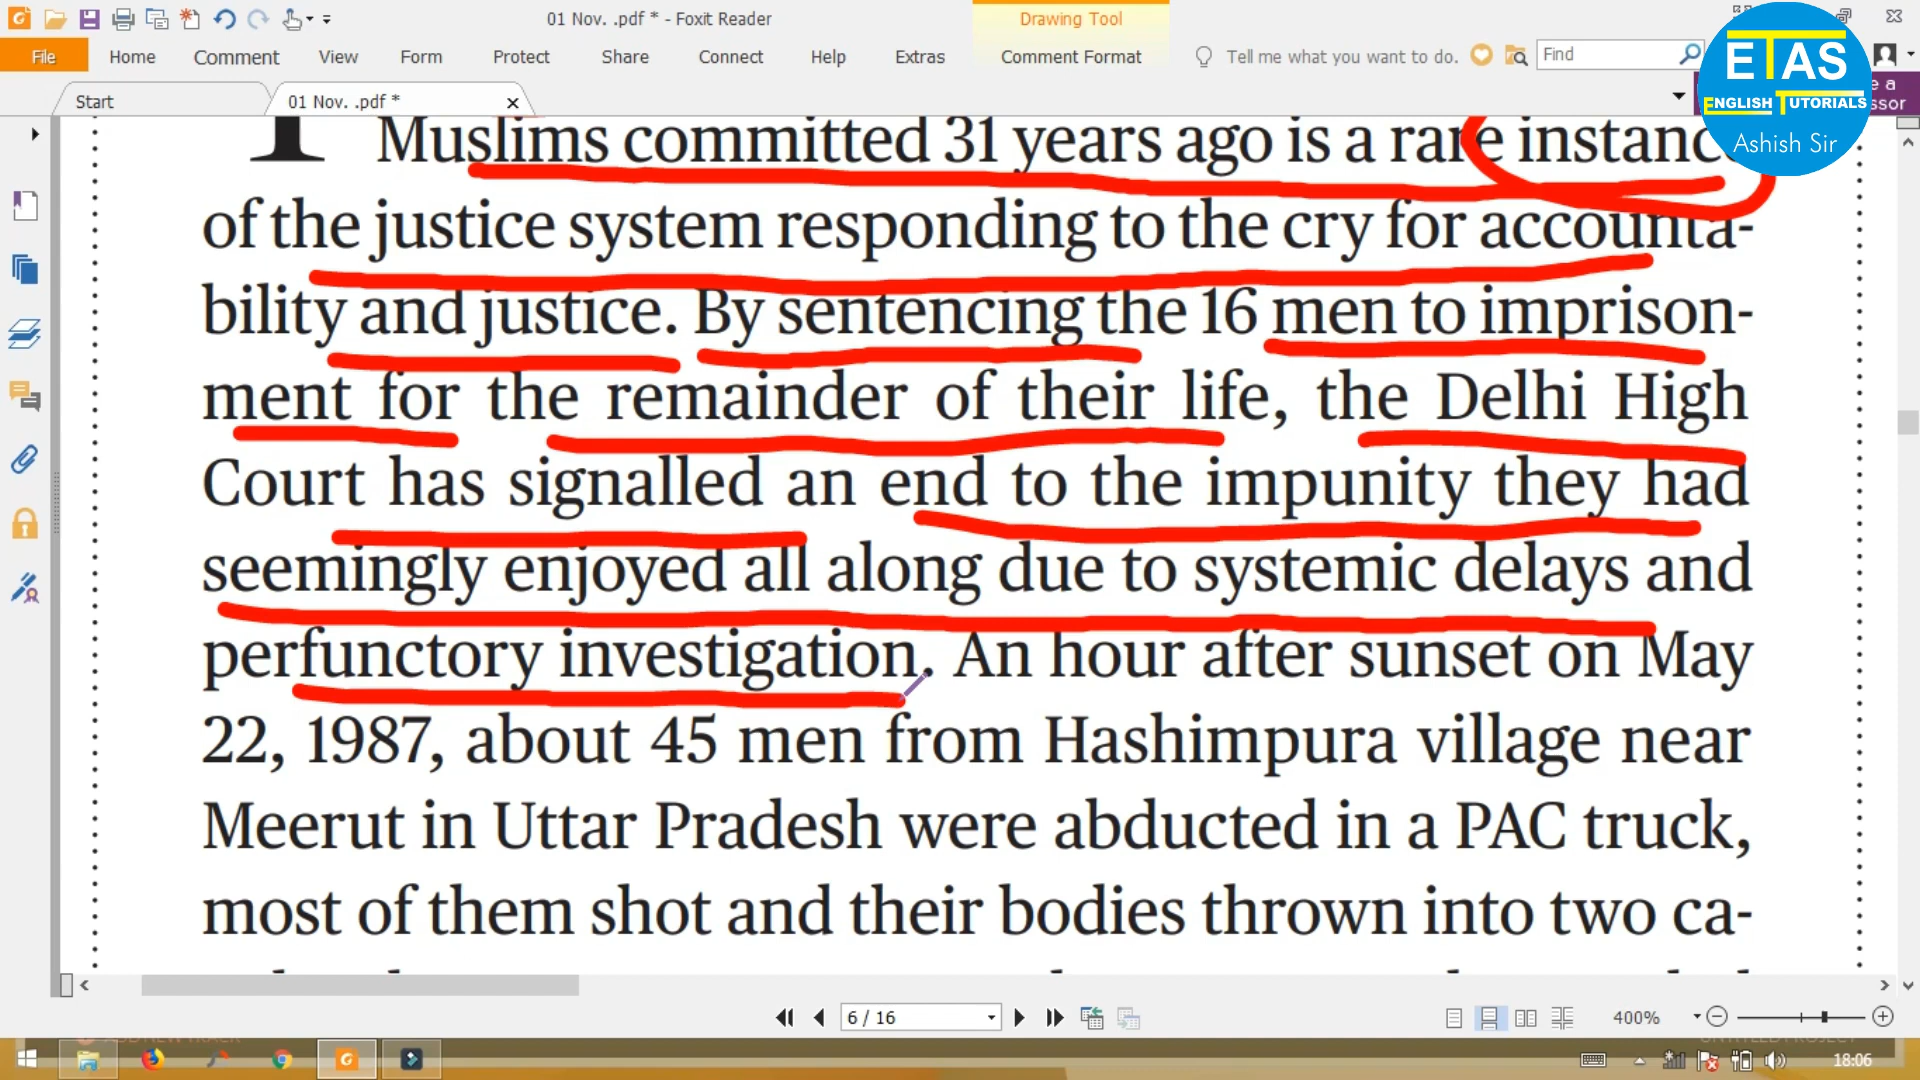 01 Nov. .pdf * - Foxit Reader
Drawing Tool
File Home Comment View Form Protect Share Connect Help Extras Comment Format Tell me what you want to do. Find
ETAS
ENGLISH TUTORIALS
Ashish Sir
e a
ssor
Start
01 Nov. .pdf *
Muslims committed 31 years ago is a rare instance
of the justice system responding to the cry for accounta-
bility and justice. By sentencing the 16 men to imprison-
ment for the remainder of their life, the Delhi High
Court has signalled an end to the impunity they had
seemingly enjoyed all along due to systemic delays and
perfunctory investigation. An hour after sunset on May
22, 1987, about 45 men from Hashimpura village near
Meerut in Uttar Pradesh were abducted in a PAC truck,
most of them shot and their bodies thrown into two ca-
6 / 16
400%
18:06